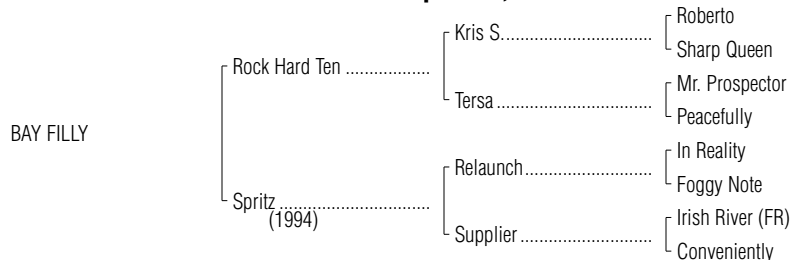 Roberto
Kris S..................................
Sharp Queen
Rock Hard Ten ...................
Mr. Prospector
Tersa ...................................
Peacefully
BAY FILLY
In Reality
Relaunch.............................
Foggy Note
Spritz ..................................
(1994)
Irish River (FR)
Supplier ..............................
Conveniently